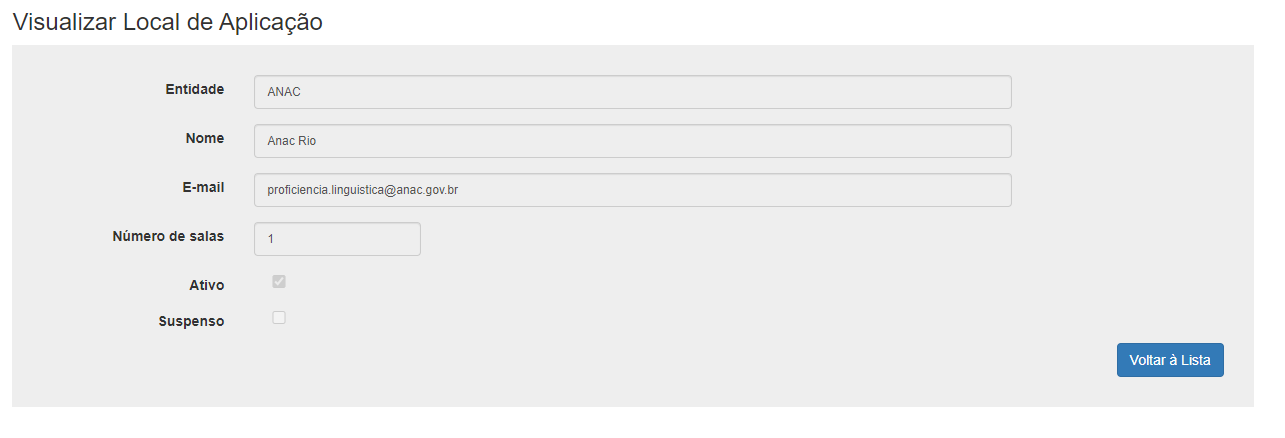 Visualizar Local de Aplicação
Entidade ANAC
Nome Anac Rio
E-mail proficiencia.linguistica@anac.gov.br
Número de salas 1
Ativo
Suspenso
Voltar à Lista